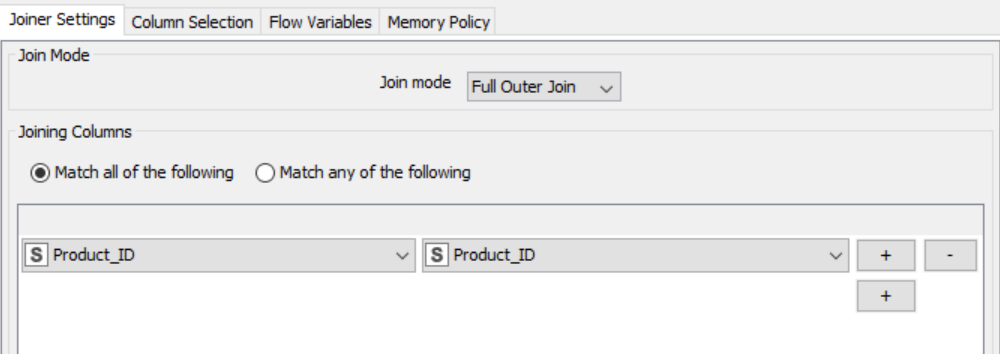 Joiner Settings Column Selection Flow Variables Memory Policy
Join Mode
Join mode Full Outer Join
Joining Columns
Match all of the following Match any of the following
S Product_ID S Product_ID + -
+